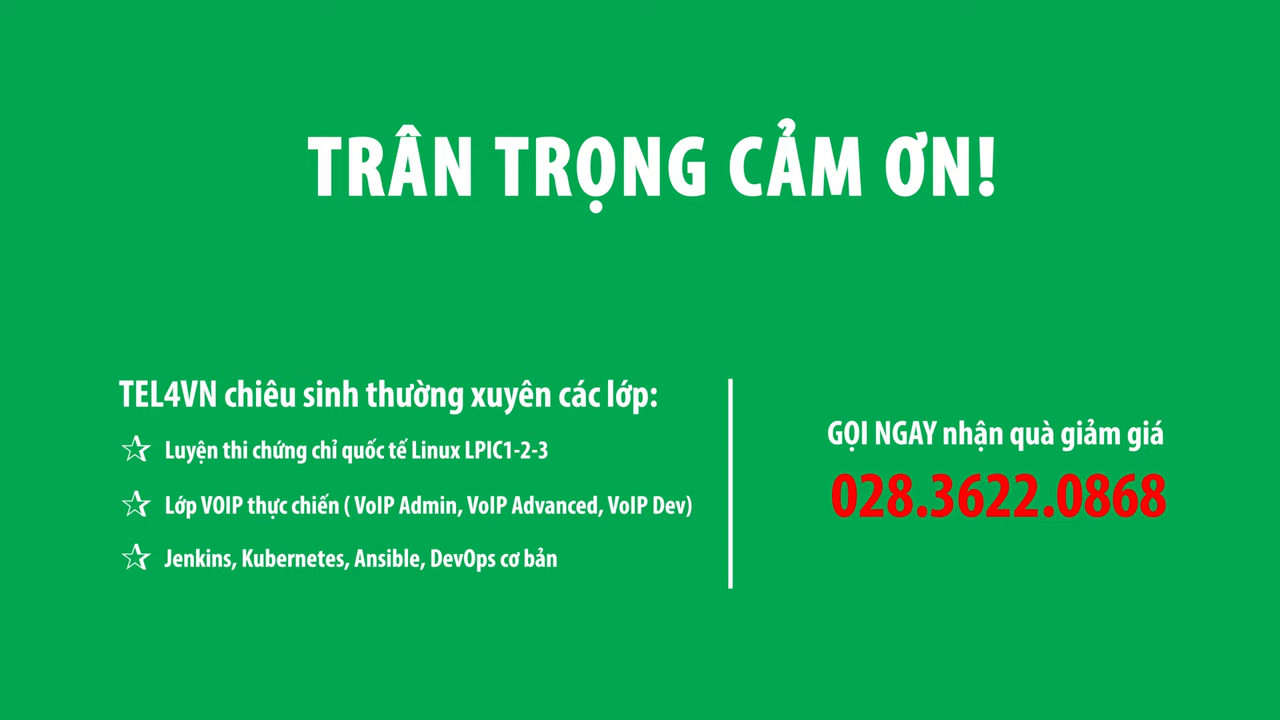 TRÂN TRỌNG CẢM ƠN!
TEL4VN chiêu sinh thường xuyên các lớp:
Luyện thi chứng chỉ quốc tế Linux LPIC1-2-3
Lớp VOIP thực chiến ( VoIP Admin, VoIP Advanced, VoIP Dev)
Jenkins, Kubernetes, Ansible, DevOps cơ bản
GỌI NGAY nhận quà giảm giá
028.3622.0868